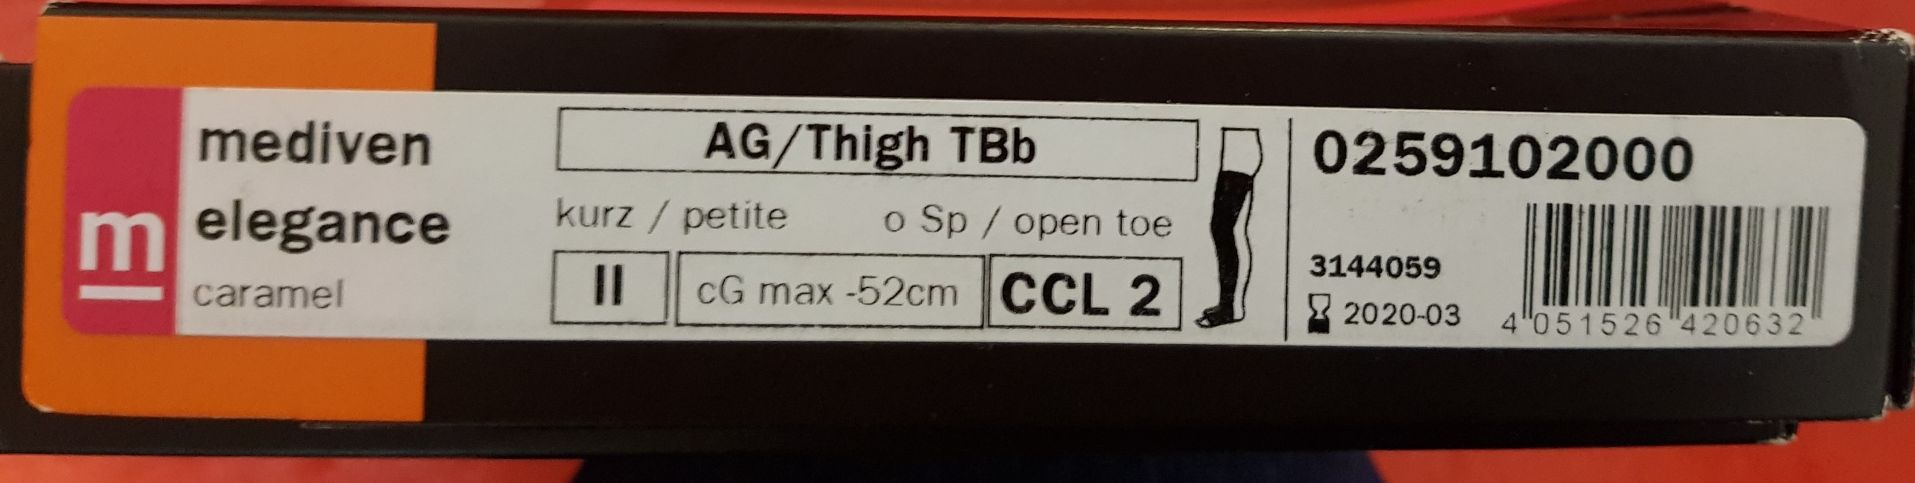 m
mediven
elegance
caramel
AG/Thigh TBb
kurz / petite o Sp / open toe
II cG max -52cm CCL 2
0259102000
3144059
2020-03
4 051526 420632